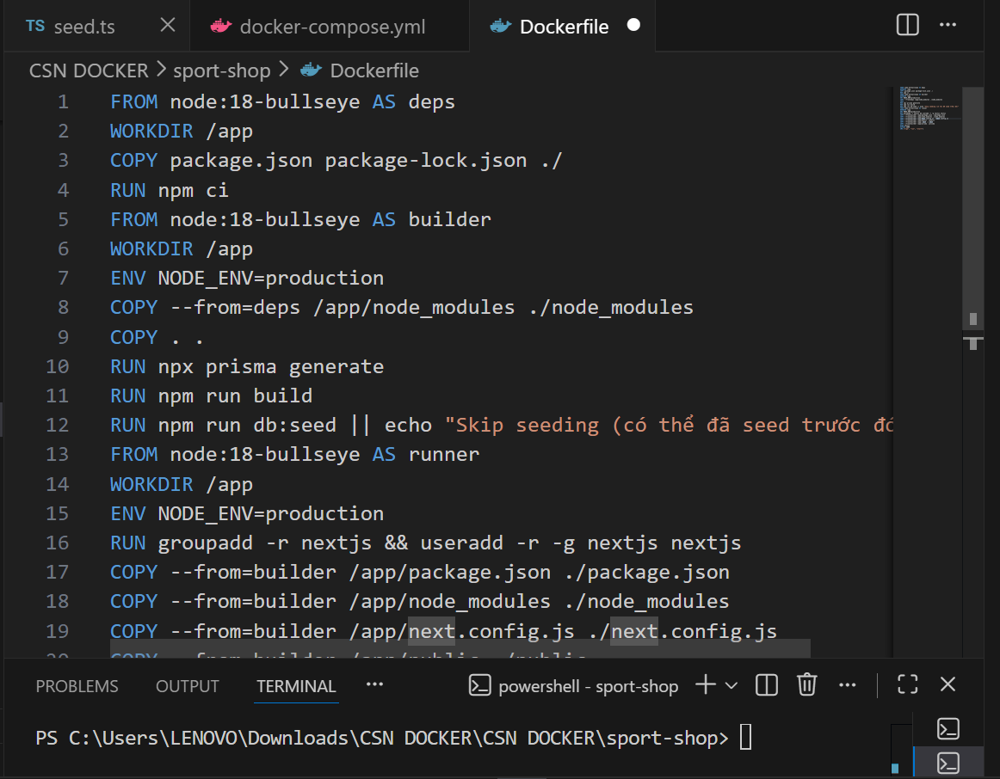 TS seed.ts
docker-compose.yml
Dockerfile
CSN DOCKER > sport-shop > Dockerfile
1 FROM node:18-bullseye AS deps
2 WORKDIR /app
3 COPY package.json package-lock.json ./
4 RUN npm ci
5 FROM node:18-bullseye AS builder
6 WORKDIR /app
7 ENV NODE_ENV=production
8 COPY --from=deps /app/node_modules ./node_modules
9 COPY . .
10 RUN npx prisma generate
11 RUN npm run build
12 RUN npm run db:seed || echo "Skip seeding (có thể đã seed trước đó
13 FROM node:18-bullseye AS runner
14 WORKDIR /app
15 ENV NODE_ENV=production
16 RUN groupadd -r nextjs && useradd -r -g nextjs nextjs
17 COPY --from=builder /app/package.json ./package.json
18 COPY --from=builder /app/node_modules ./node_modules
19 COPY --from=builder /app/next.config.js ./next.config.js
20 COPY --from=builder /app/public ./public
PROBLEMS OUTPUT TERMINAL ... powershell - sport-shop
PS C:\Users\LENOVO\Downloads\CSN DOCKER\CSN DOCKER\sport-shop>